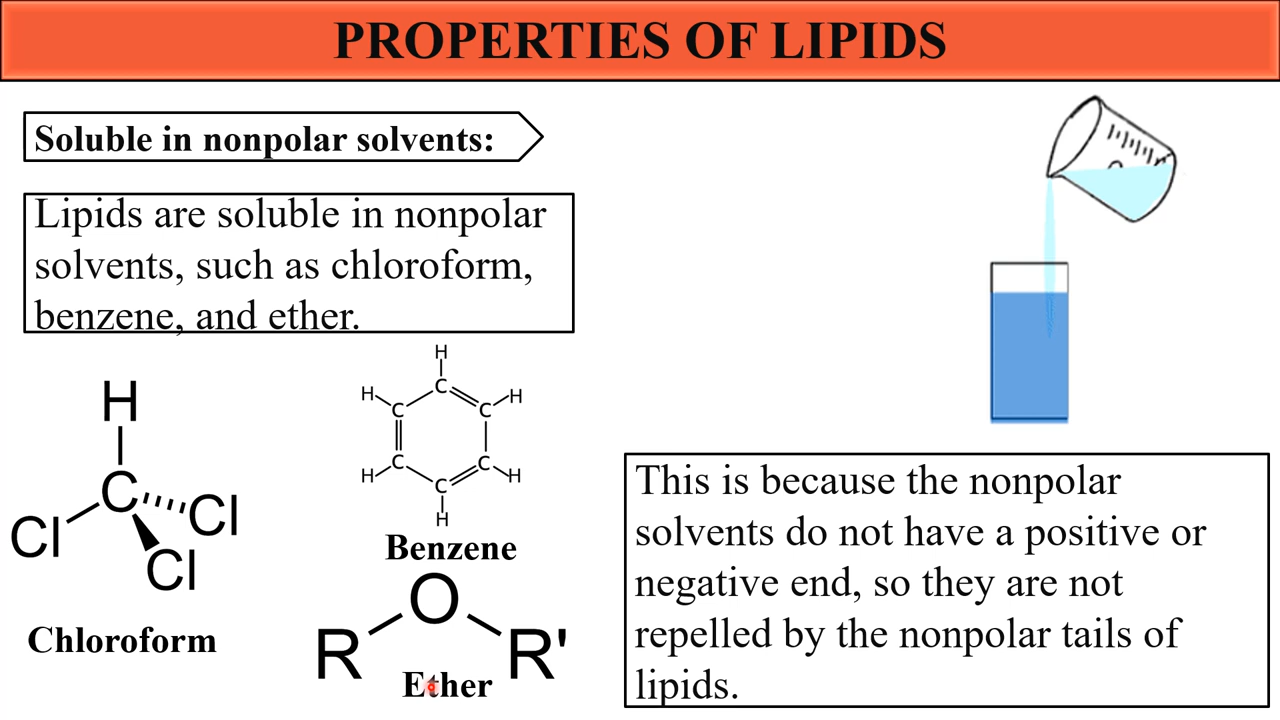 PROPERTIES OF LIPIDS
Soluble in nonpolar solvents:
Lipids are soluble in nonpolar
solvents, such as chloroform,
benzene, and ether.
H
C
Cl
Cl
Cl
Chloroform
H
H
C
H
C
C
C
C
H
C
H
H
Benzene
O
R
R'
Ether
This is because the nonpolar
solvents do not have a positive or
negative end, so they are not
repelled by the nonpolar tails of
lipids.